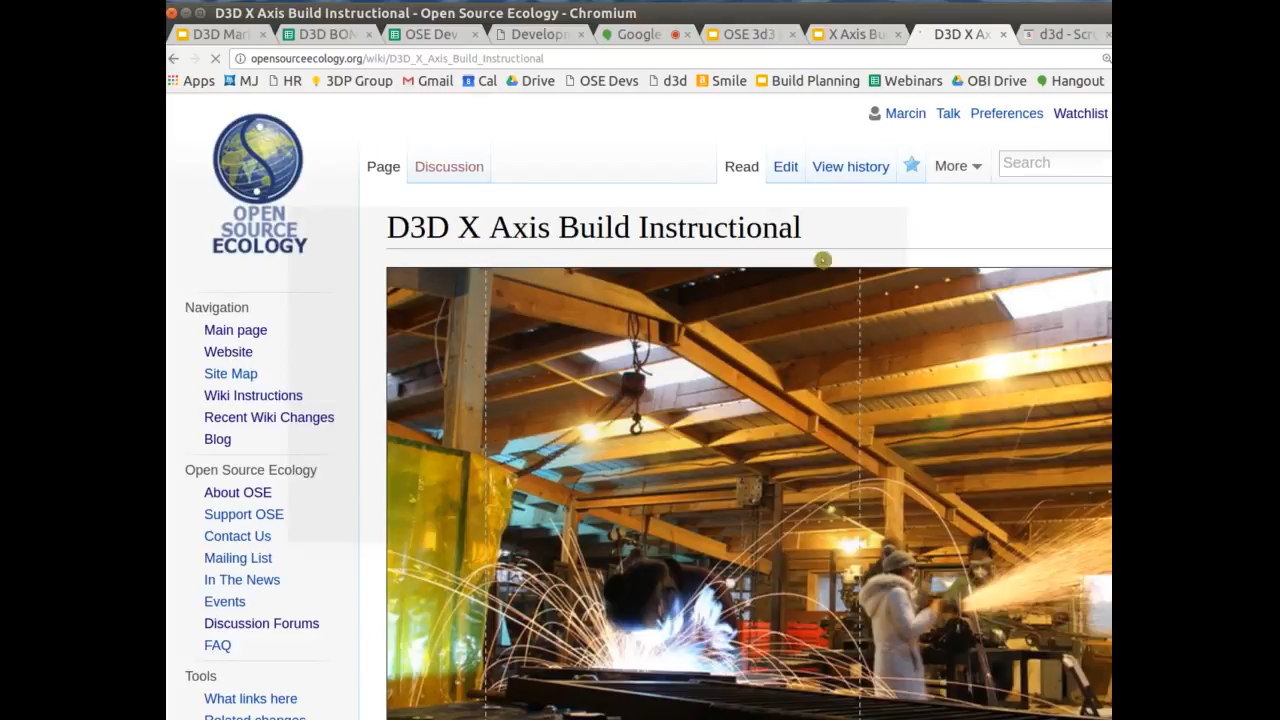 D3D X Axis Build Instructional - Open Source Ecology - Chromium
D3D Mar D3D BON OSE Dev Develop Google OSE 3d3 X Axis Bu D3D X Ax d3d - Scr
opensourceecology.org/wiki/D3D_X_Axis_Build_Instructional
Apps MJ HR 3DP Group Gmail Cal Drive OSE Devs d3d Smile Build Planning Webinars OBI Drive Hangout
Marcin Talk Preferences Watchlist
Page Discussion Read Edit View history More Search
OPEN
SOURCE
ECOLOGY
D3D X Axis Build Instructional
Navigation
Main page
Website
Site Map
Wiki Instructions
Recent Wiki Changes
Blog
Open Source Ecology
About OSE
Support OSE
Contact Us
Mailing List
In The News
Events
Discussion Forums
FAQ
Tools
What links here
Related changes